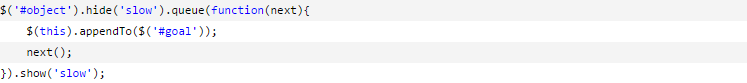 $('#object').hide('slow').queue(function(next){
    $(this).appendTo($('#goal'));
    next();
}).show('slow');